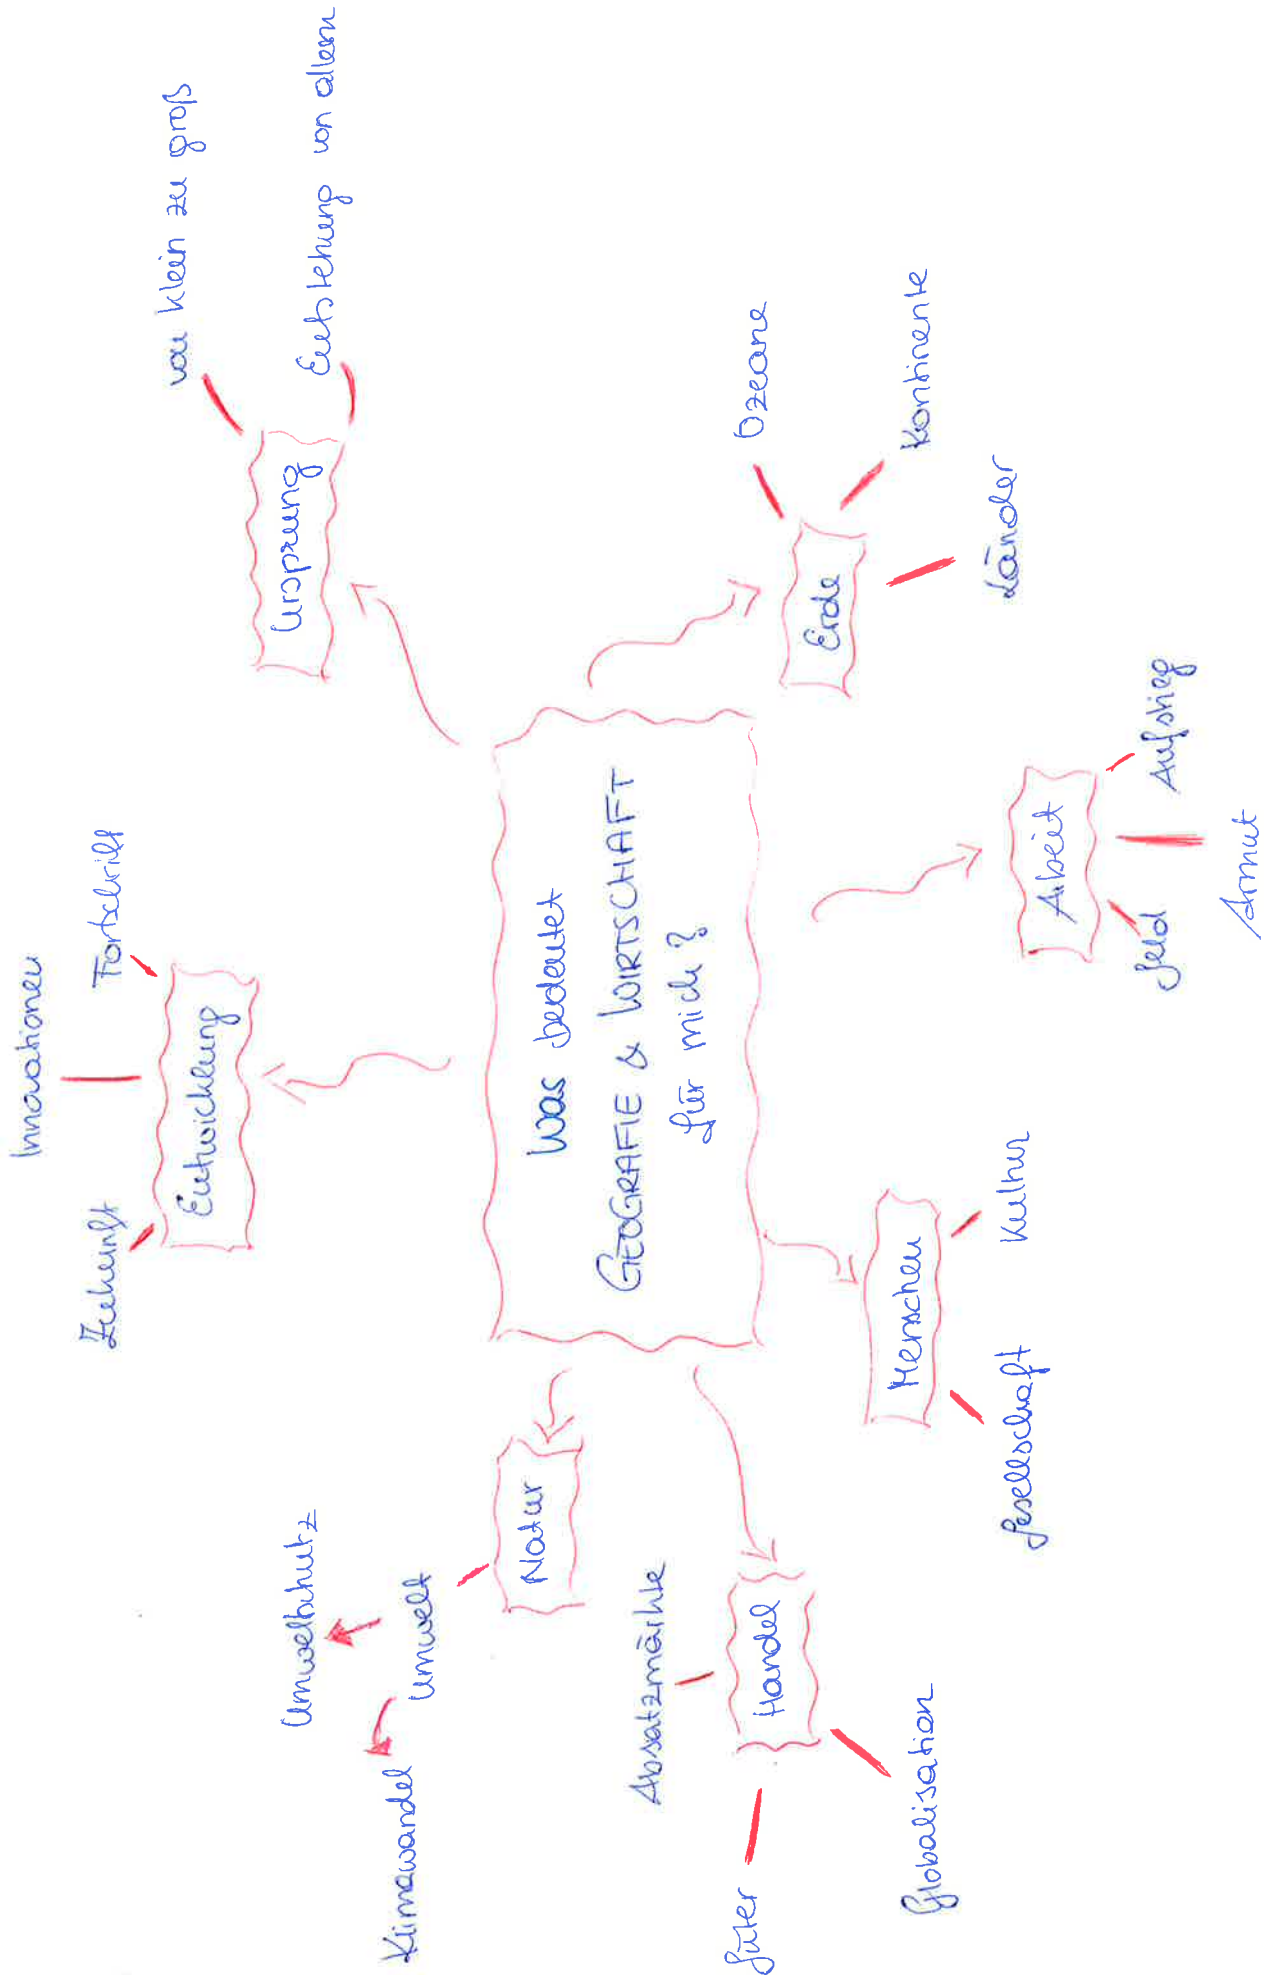 Was bedeutet
GEOGRAFIE & WIRTSCHAFT
für mich?
Entwicklung
Zukunft
Innovationen
Fortschritt
Ursprung
von klein zu groß
Entstehung von allem
Erde
Ozeane
Kontinente
Länder
Arbeit
Geld
Armut
Aufstieg
Menschen
Gesellschaft
Kultur
Handel
Absatzmärkte
Güter
Globalisation
Natur
Umwelt
Umweltschutz
Klimawandel